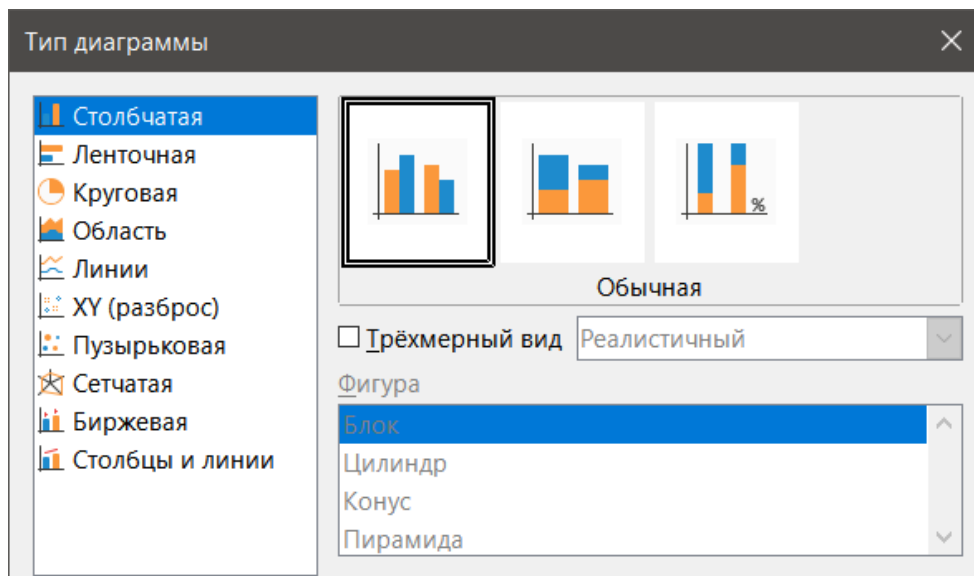 Тип диаграммы
Столбчатая
Ленточная
Круговая
Область
Линии
XY (разброс)
Пузырьковая
Сетчатая
Биржевая
Столбцы и линии
%
Обычная
Трёхмерный вид
Реалистичный
Фигура
Блок
Цилиндр
Конус
Пирамида